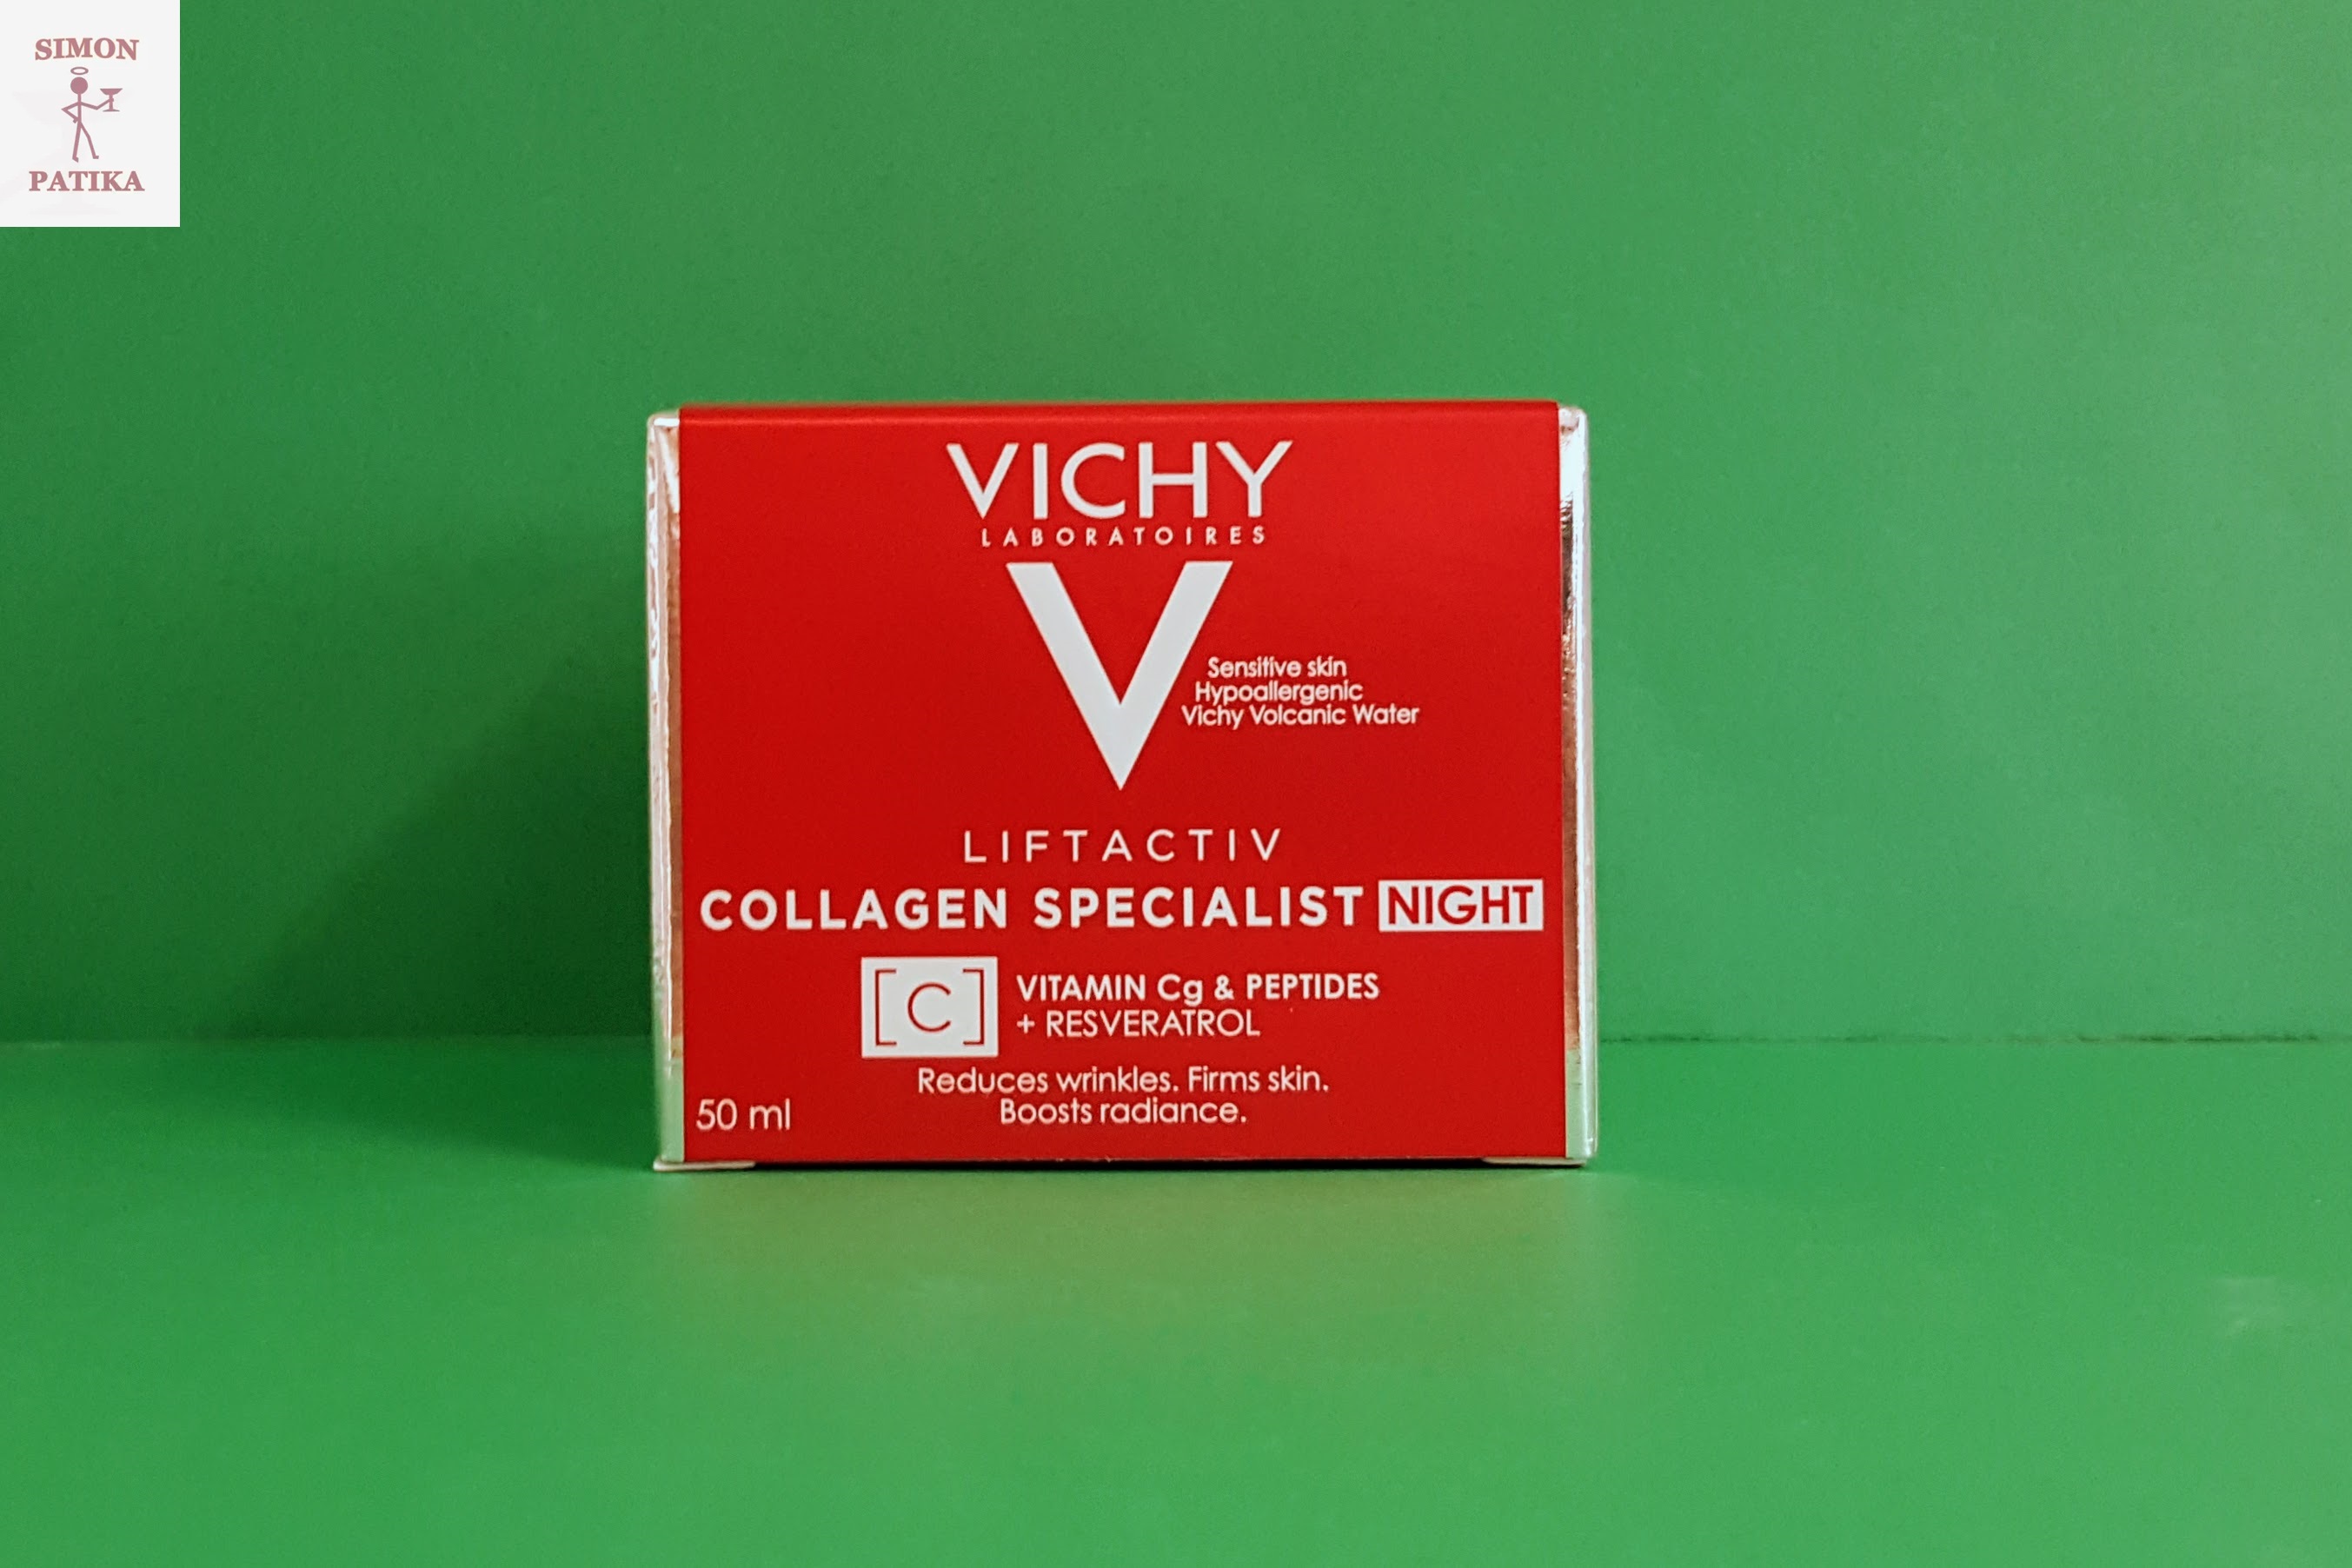 SIMON
PATIKA
VICHY
LABORATOIRES
V
Sensitive skin
Hypoallergenic
Vichy Volcanic Water
LIFTACTIV
COLLAGEN SPECIALIST NIGHT
[C]
VITAMIN Cg & PEPTIDES
+ RESVERATROL
Reduces wrinkles. Firms skin.
Boosts radiance.
50 ml